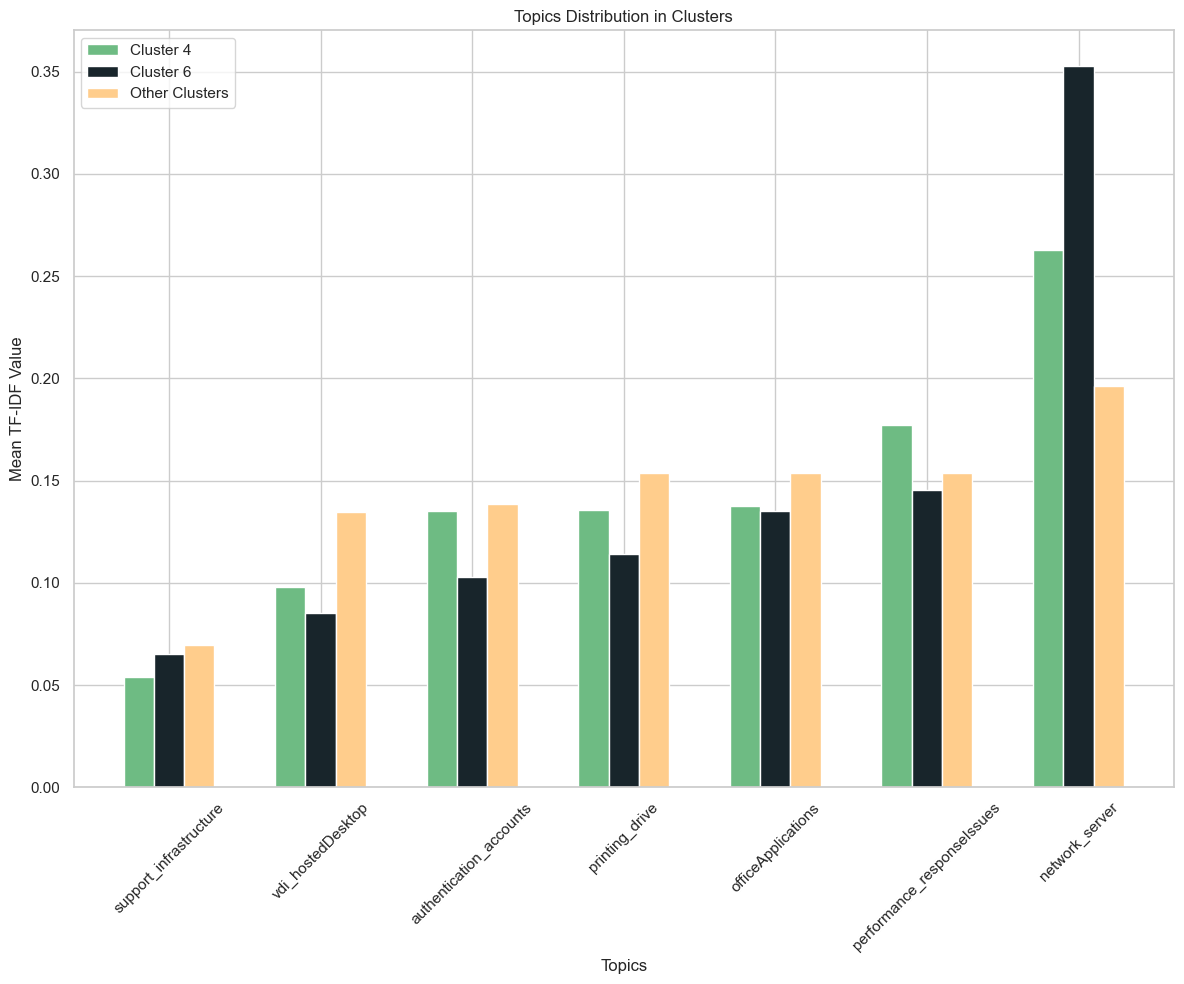 Topics Distribution in Clusters
Cluster 4
Cluster 6
Other Clusters
Mean TF-IDF Value
0.35
0.30
0.25
0.20
0.15
0.10
0.05
0.00
support_infrastructure
vdi_hostedDesktop
authentication_accounts
printing_drive
officeApplications
performance_responseIssues
network_server
Topics